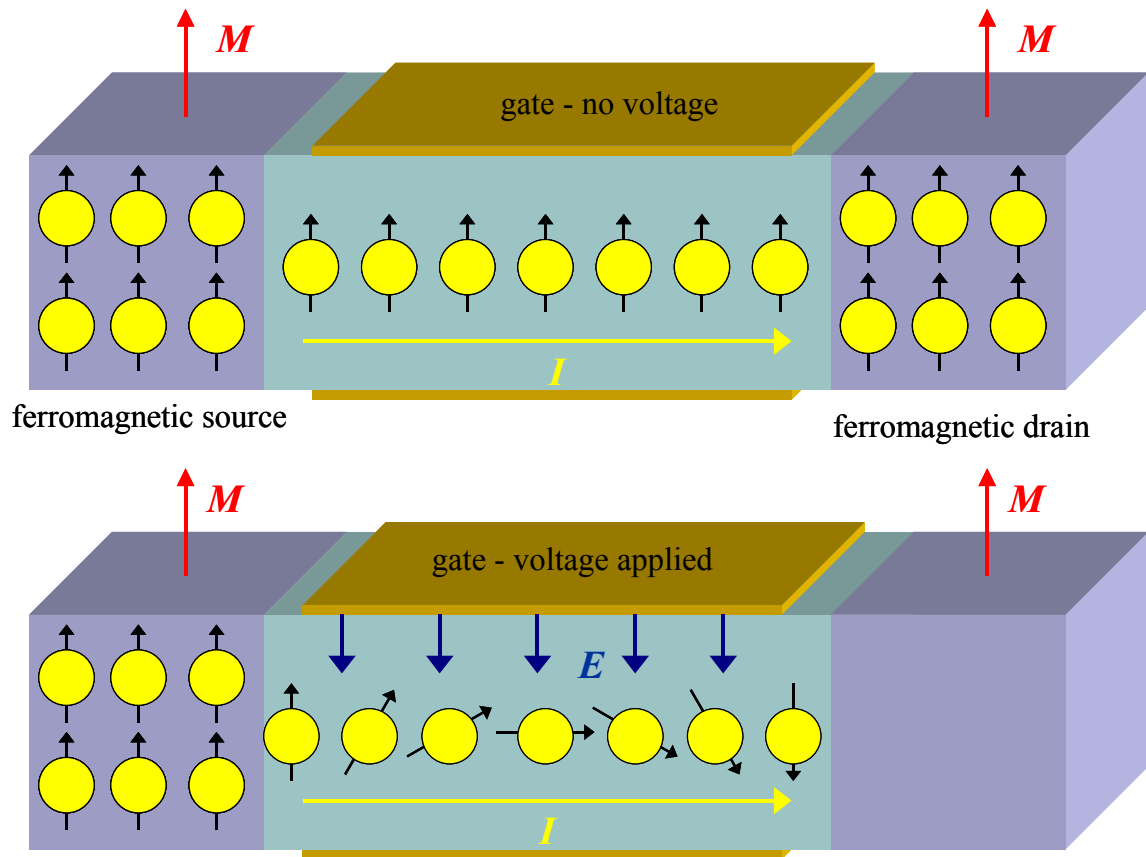 M
M
gate - no voltage
I
ferromagnetic source
ferromagnetic drain
M
M
gate - voltage applied
E
I